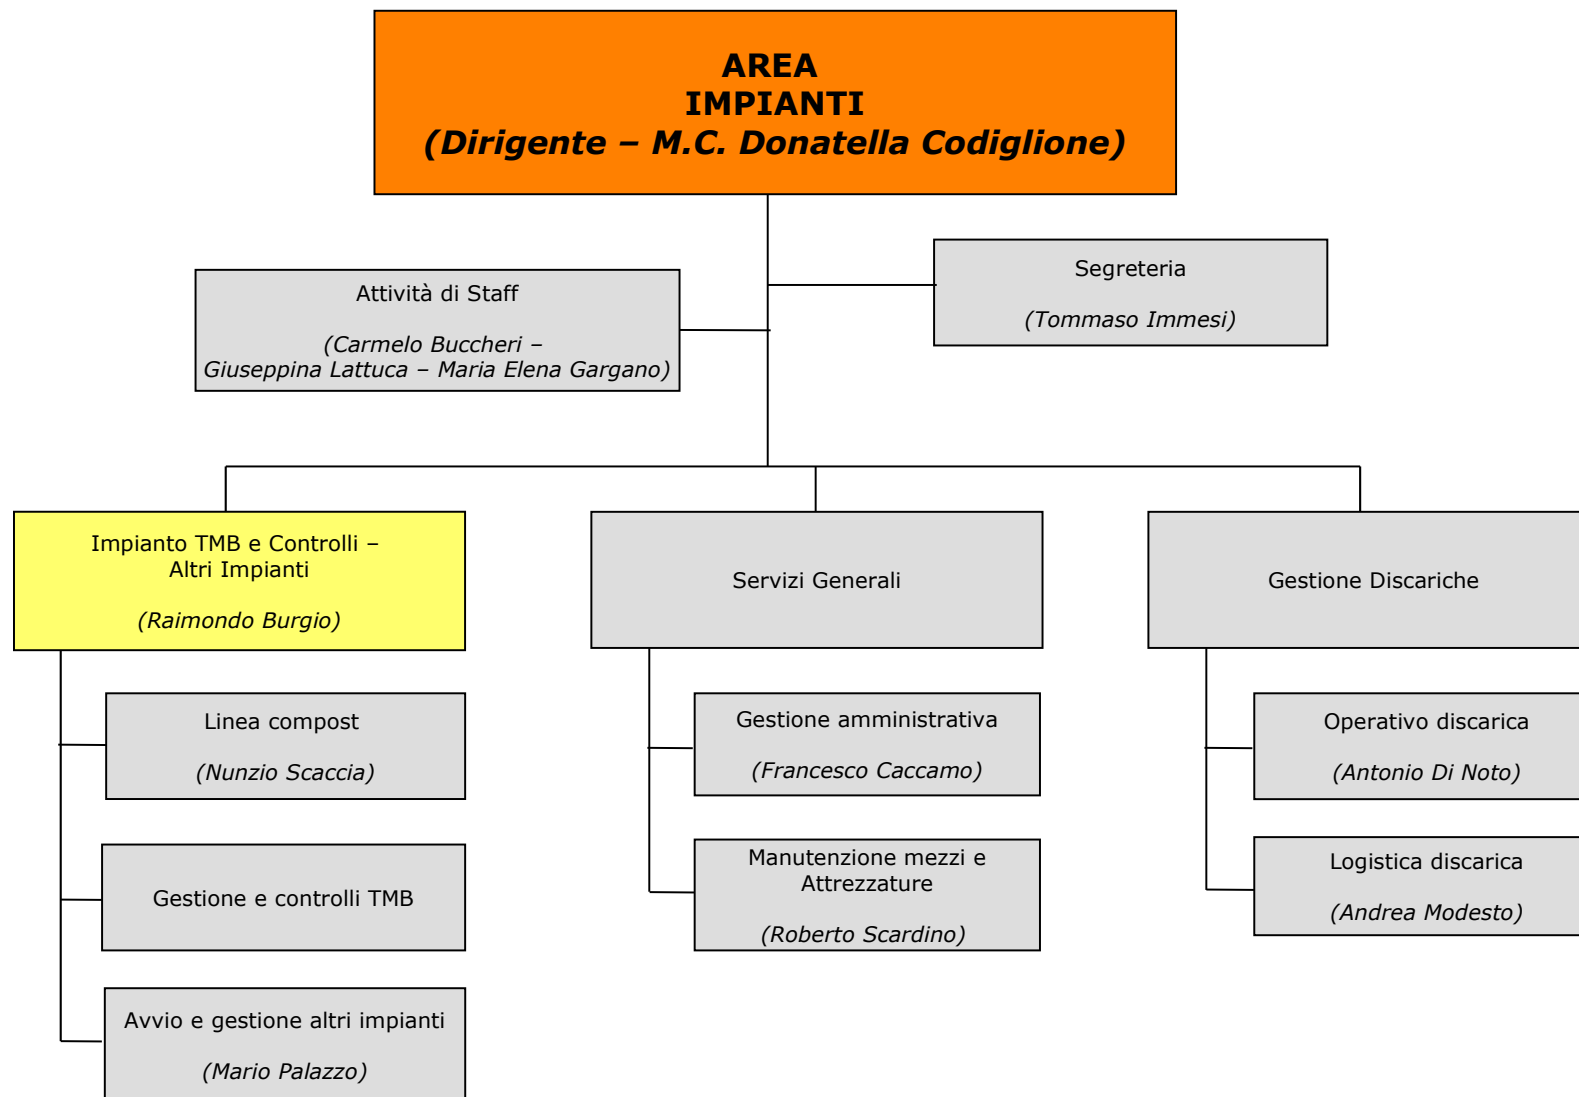 AREA
IMPIANTI
(Dirigente – M.C. Donatella Codiglione)
Segreteria
(Tommaso Immesi)
Attività di Staff
(Carmelo Buccheri –
Giuseppina Lattuca – Maria Elena Gargano)
Impianto TMB e Controlli –
Altri Impianti
(Raimondo Burgio)
Linea compost
(Nunzio Scaccia)
Gestione e controlli TMB
Avvio e gestione altri impianti
(Mario Palazzo)
Servizi Generali
Gestione amministrativa
(Francesco Caccamo)
Manutenzione mezzi e
Attrezzature
(Roberto Scardino)
Gestione Discariche
Operativo discarica
(Antonio Di Noto)
Logistica discarica
(Andrea Modesto)